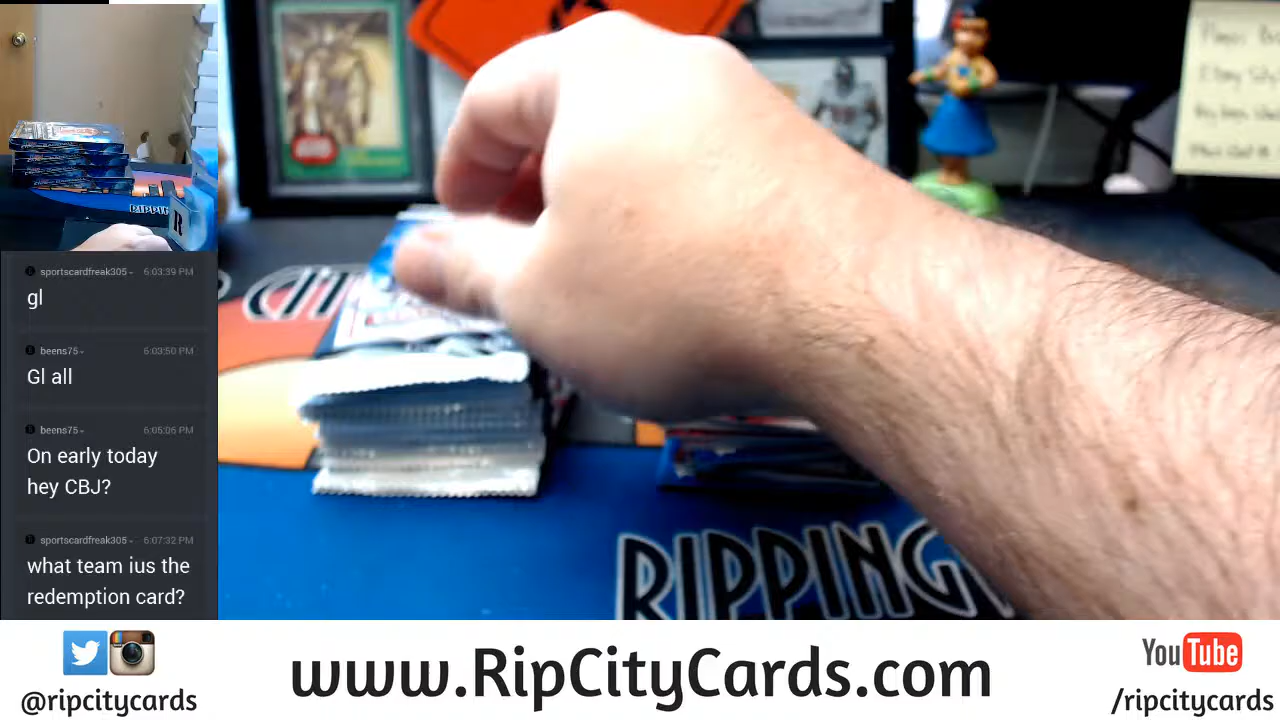 sportscardfreak305 6:03:39 PM
gl
beens75 6:03:50 PM
Gl all
beens75 6:05:06 PM
On early today
hey CBJ?
sportscardfreak305 6:07:32 PM
what team ius the
redemption card?
RIPPIN
R
CIT
RIPPING
@ripcitycards
www.RipCityCards.com
YouTube
/ripcitycards